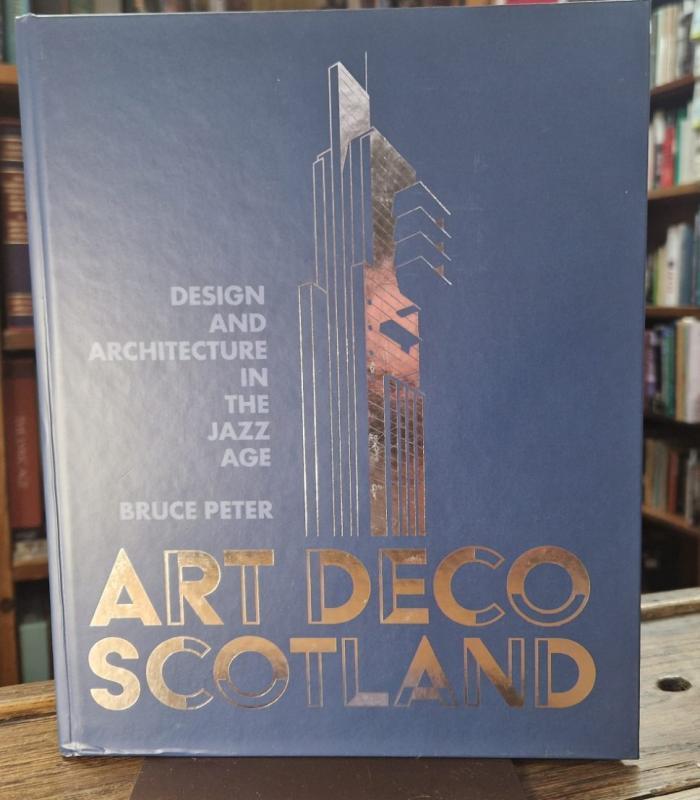 DESIGN
AND
ARCHITECTURE
IN
THE
JAZZ
AGE
BRUCE PETER
ART DECO
SCOTLAND